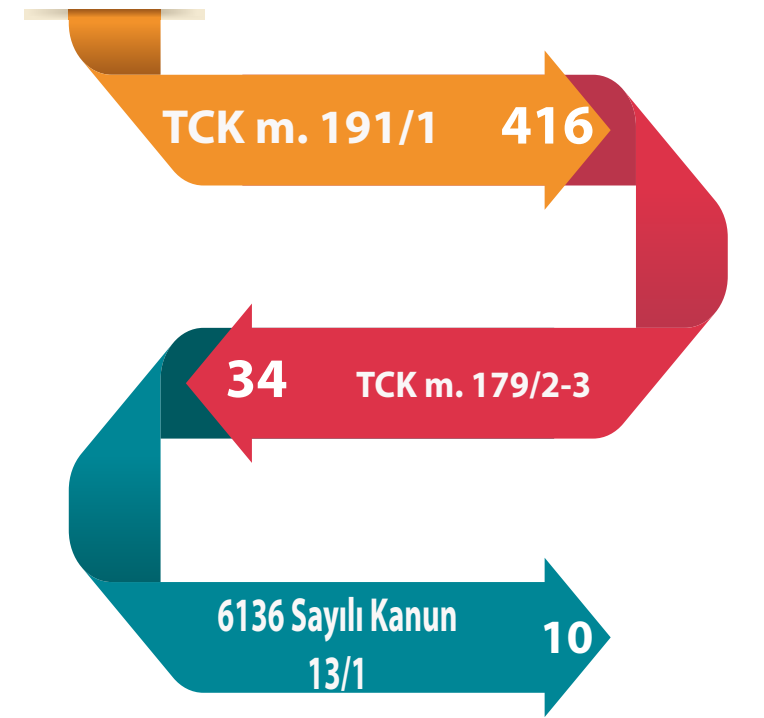 TCK m. 191/1 416
34 TCK m. 179/2-3
6136 Sayılı Kanun
13/1
10